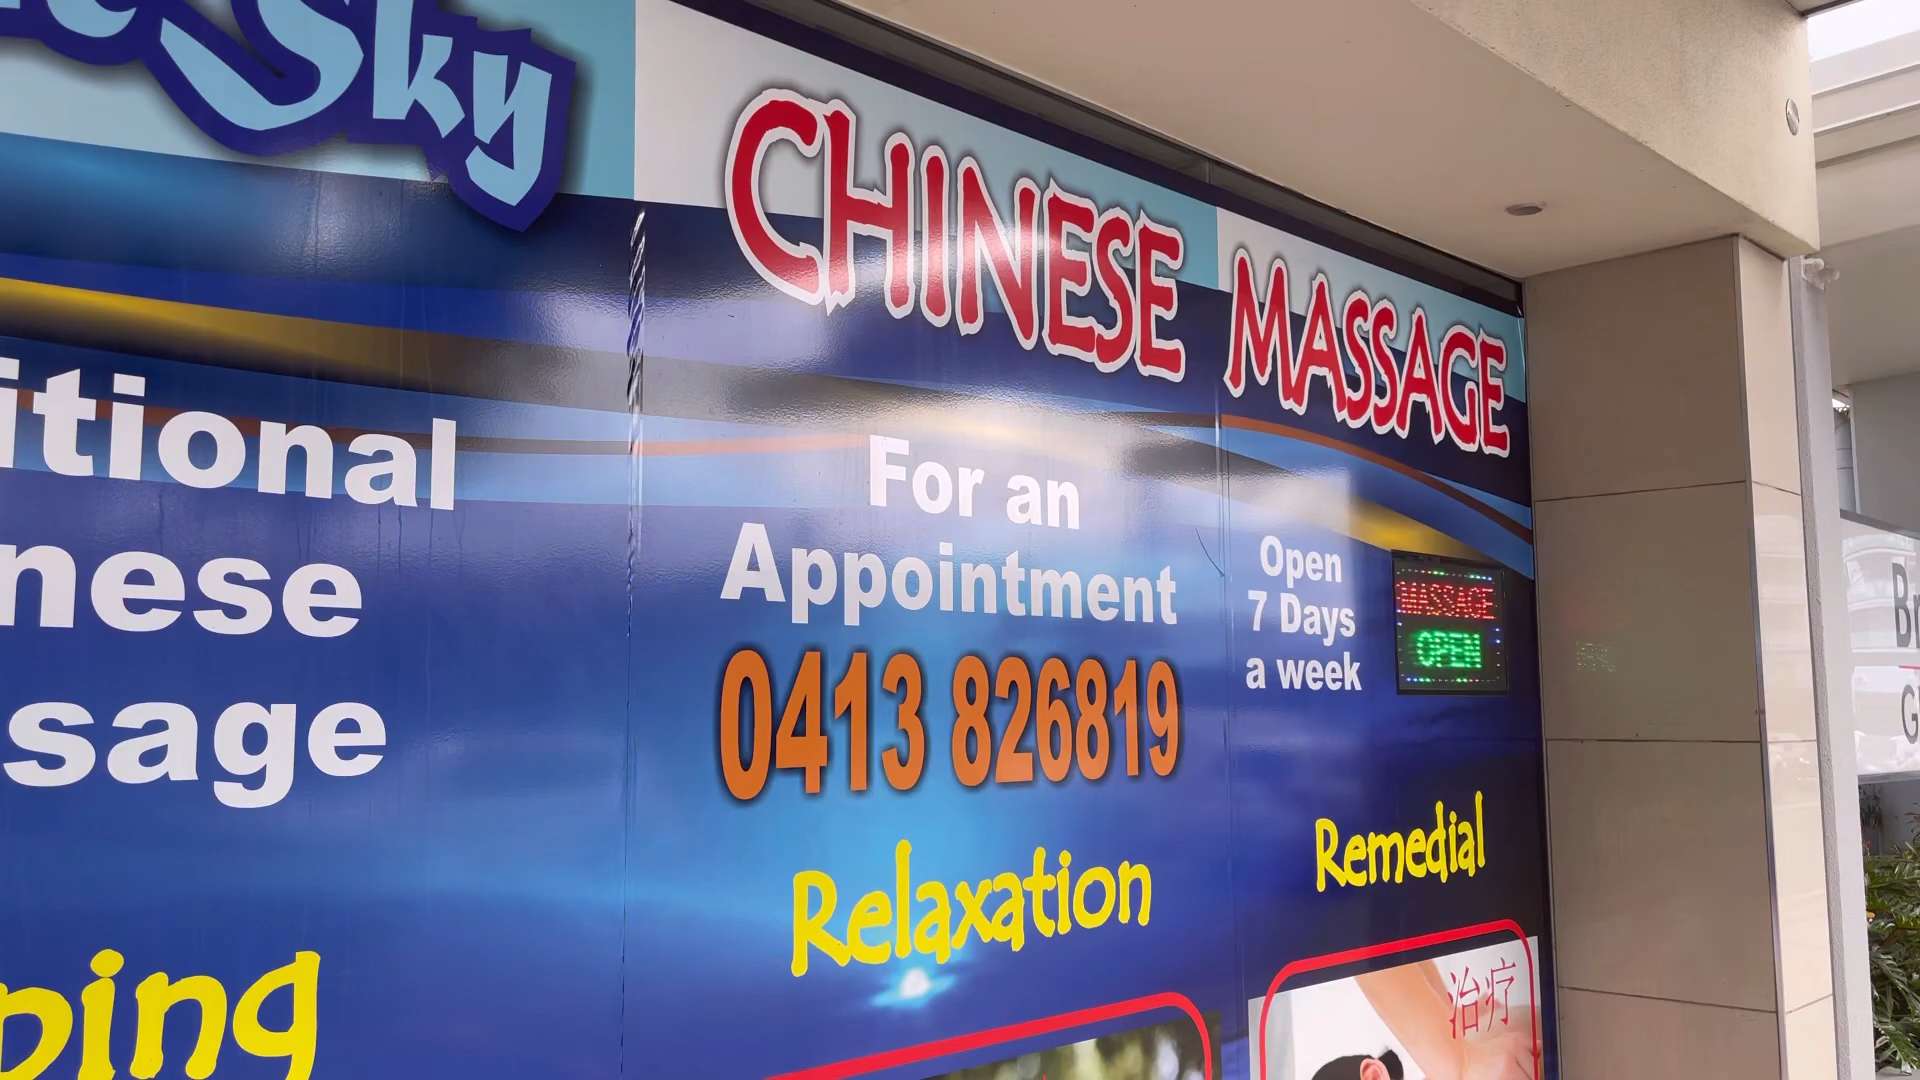 Sky
CHINESE MASSAGE
itional
nese
sage
For an
Appointment
0413 826819
Open
7 Days
a week
MASSAGE
OPEN
Relaxation
Remedial
ping
治疗